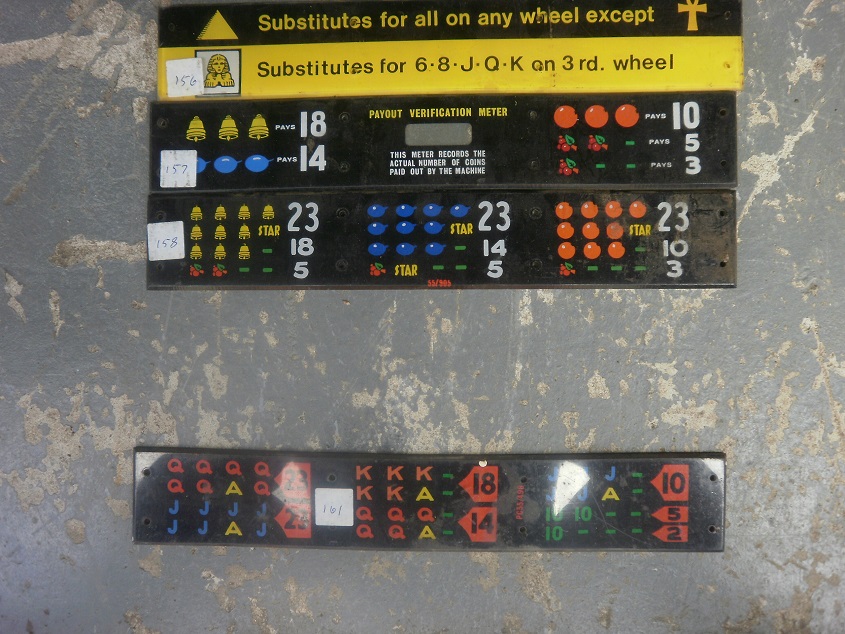 Substitutes for all on any wheel except
156
Substitutes for 6·8·J·Q·K on 3rd. wheel
PAYS 18
PAYOUT VERIFICATION METER
PAYS 10
PAYS 5
157
PAYS 14
THIS METER RECORDS THE
ACTUAL NUMBER OF COINS
PAID OUT BY THE MACHINE
PAYS 3
158
23
23
23
STAR
STAR
STAR
18
14
10
5
STAR
5
3
55/985
Q Q Q Q
K K K -
18
J
J -
10
Q Q A Q
K K A -
A -
J J J J
161
Q Q Q -
14
10 10 - -
5
J J A J
Q Q A -
10 - - -
2